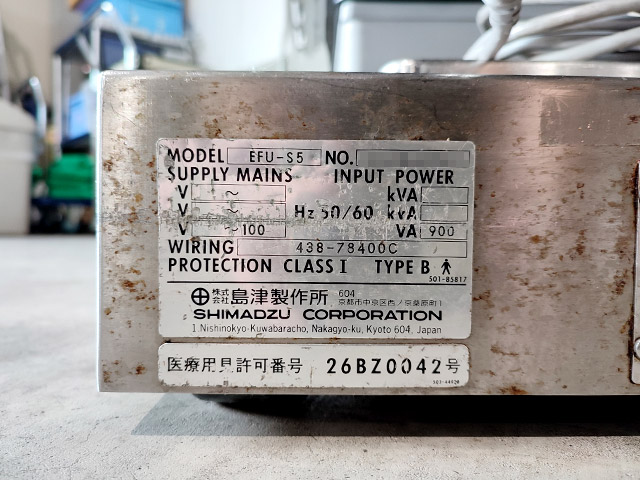 MODEL EFU-S5 NO.
SUPPLY MAINS INPUT POWER
V ~ kVA
V ~ Hz 50/60 kVA
V ~100 VA 900
WIRING 438-78400C
PROTECTION CLASS I TYPE B
501-85817
株式会社 島津製作所 604
京都市中京区西ノ京桑原町1
SHIMADZU CORPORATION
1.Nishinokyo-Kuwabaracho, Nakagyo-ku, Kyoto 604, Japan
医療用具許可番号 26BZ0042号